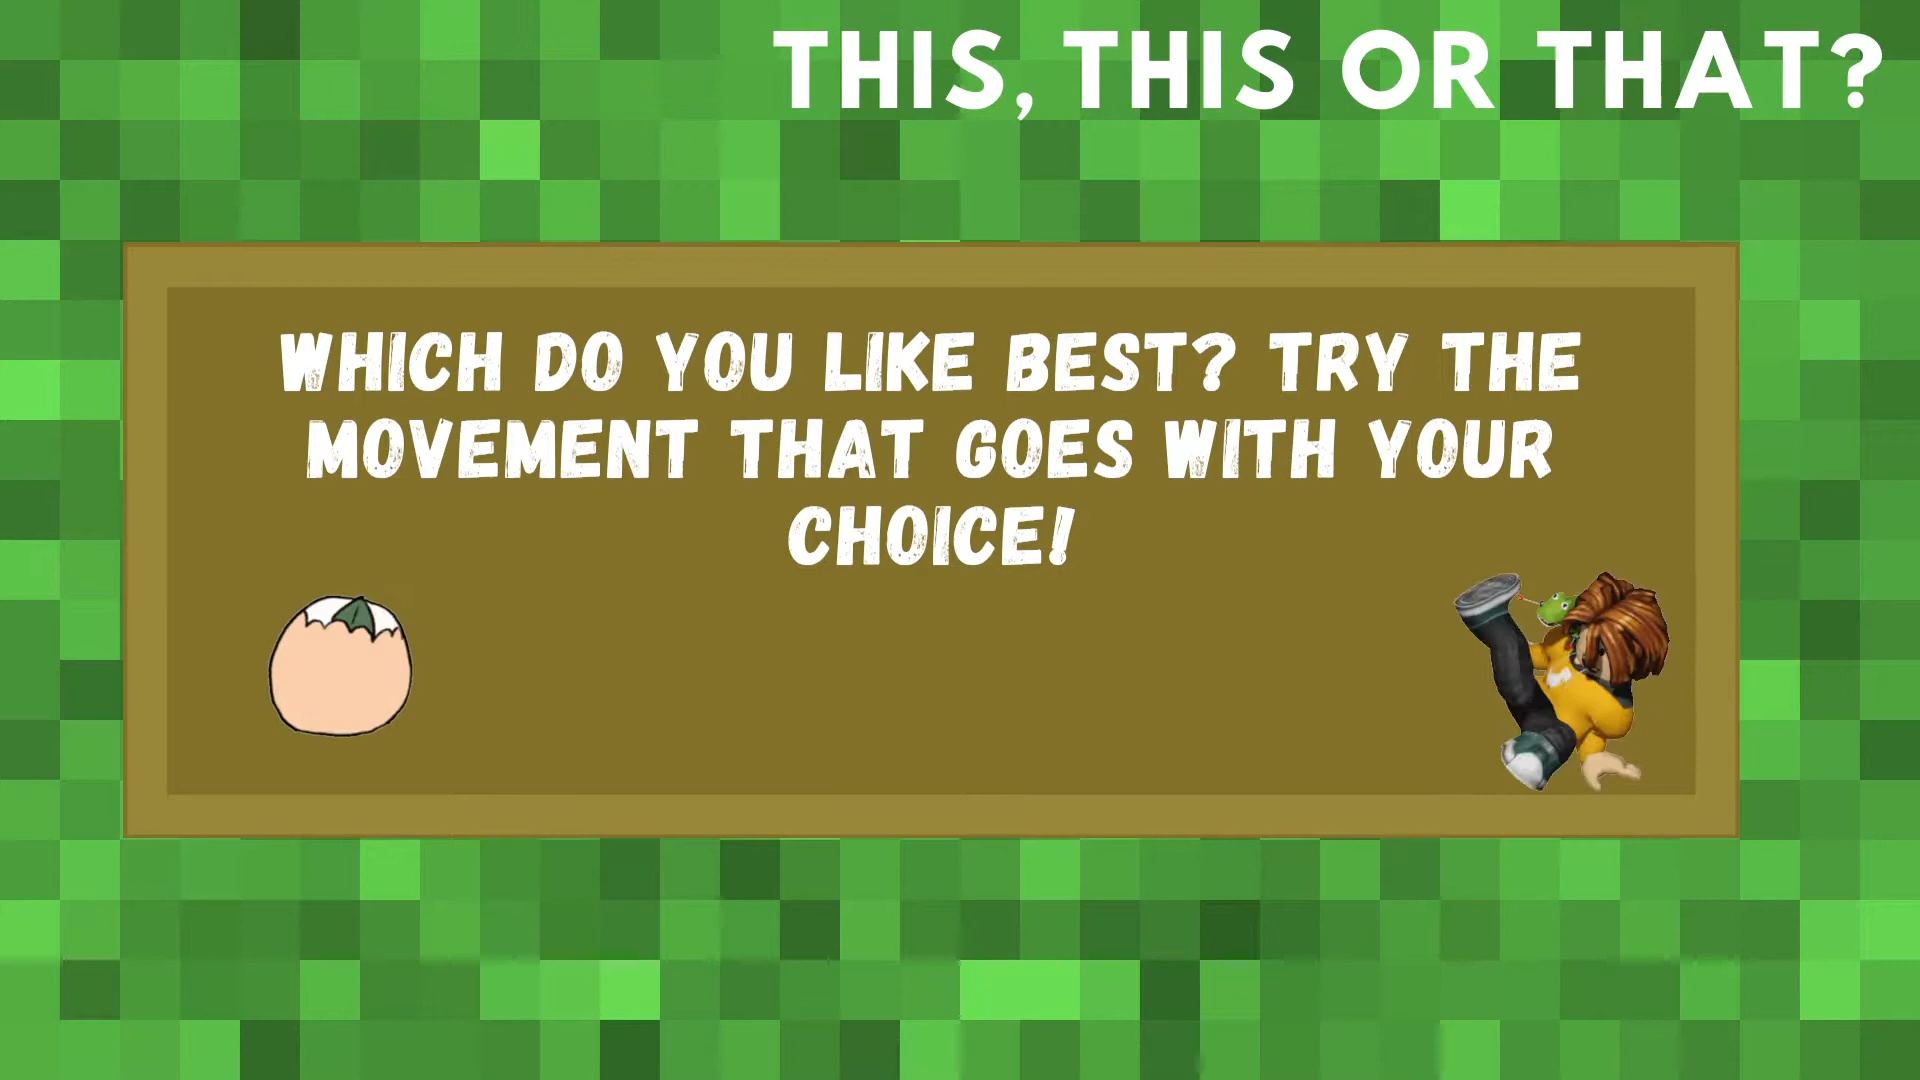 THIS, THIS OR THAT?
WHICH DO YOU LIKE BEST? TRY THE
MOVEMENT THAT GOES WITH YOUR
CHOICE!